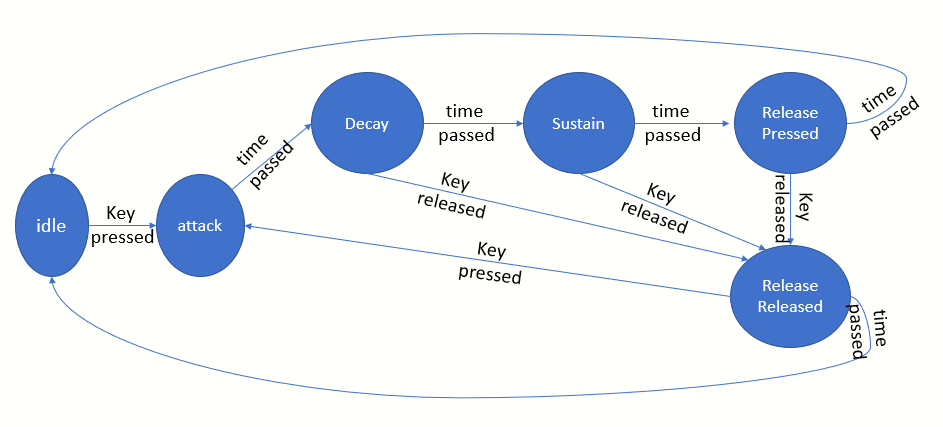 time
passed
Decay
time
passed
Sustain
time
passed
Release
Pressed
time
passed
idle
Key
pressed
attack
Key
released
Key
released
Key
released
Key
pressed
Release
Released
time
passed